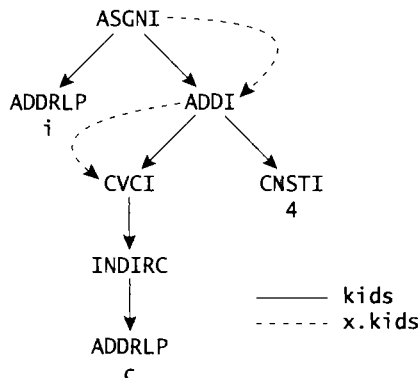 ASGNI
ADDRLP ADDI
i
CVCI CNSTI
4
INDIRC
kids
x.kids
ADDRLP
c